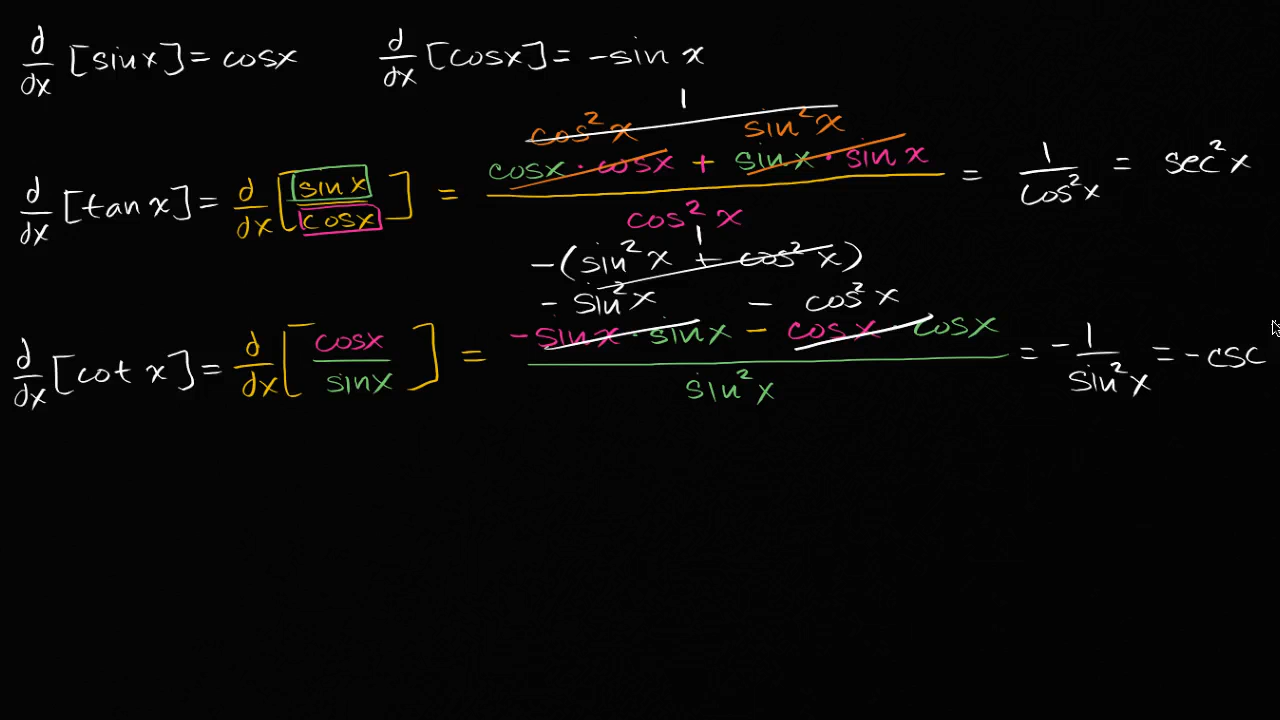 d/dx [sin x] = cos x    d/dx [cos x] = -sin x
1
cos²x    sin²x
d/dx [tan x] = d/dx [sin x / cos x] = (cos x · cos x + sin x · sin x) / cos² x = 1 / cos²x = sec²x
1
-(sin²x + cos²x)
- sin²x - cos²x
d/dx [cot x] = d/dx [cos x / sin x] = (-sin x · sin x - cos x · cos x) / sin²x = -1 / sin²x = -csc